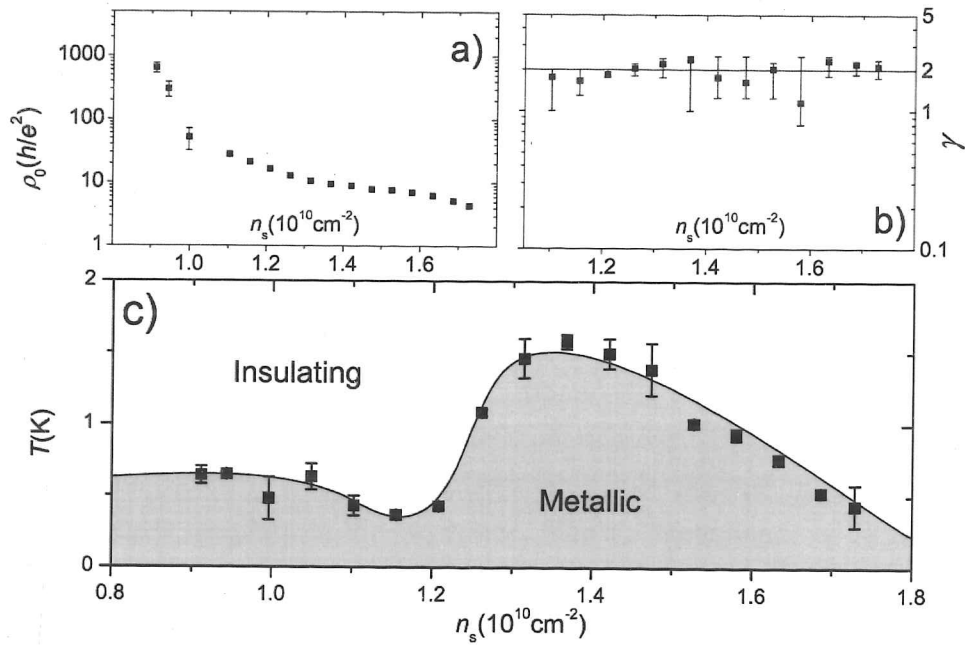 a)
1000
100
10
1
ρ₀(h/e²)
nₛ(10¹⁰cm⁻²)
1.0 1.2 1.4 1.6
b)
5
2
1
0.1
γ
nₛ(10¹⁰cm⁻²)
1.2 1.4 1.6
c)
2
1
0
T(K)
Insulating
Metallic
0.8 1.0 1.2 1.4 1.6 1.8
nₛ(10¹⁰cm⁻²)